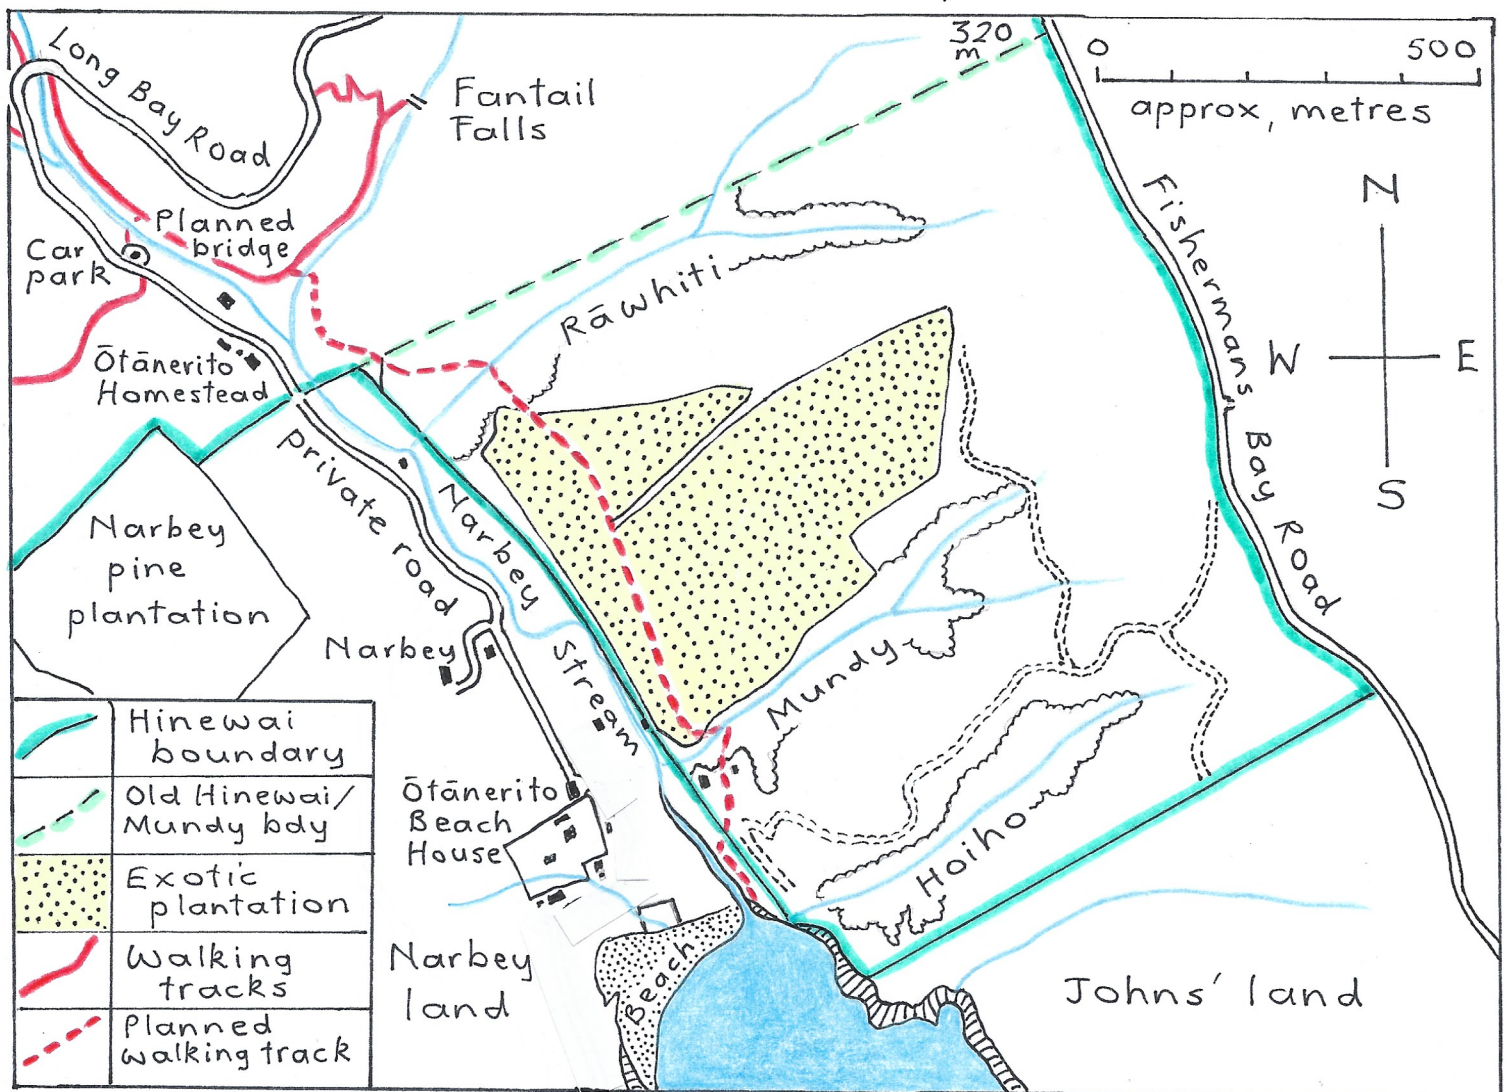 Long Bay Road
Fantail
Falls
320
m
0 500
approx, metres
Fishermans Bay Road
N
W E
S
Planned
bridge
Car
park
Ōtānerito
Homestead
Rāwhiti
private road
Narbey Stream
Narbey
pine
plantation
Narbey
Mundy
Hoiho
Ōtānerito
Beach
House
Narbey
land
Beach
Johns' land
Hinewai
boundary
Old Hinewai/
Mundy bdy
Exotic
plantation
Walking
tracks
Planned
walking track